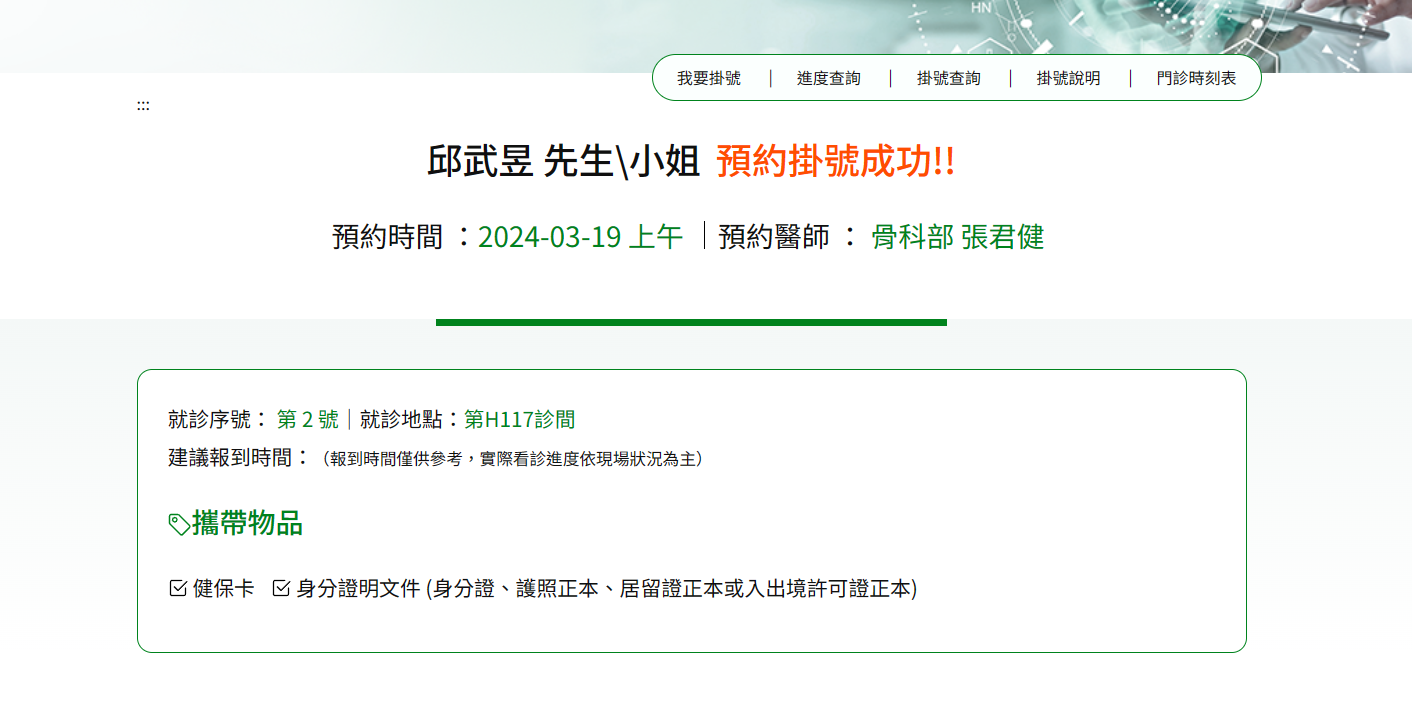 HN
我要掛號 | 進度查詢 | 掛號查詢 | 掛號說明 | 門診時刻表
:::
邱武昱 先生\小姐 預約掛號成功!!
預約時間 ：2024-03-19 上午 | 預約醫師 ： 骨科部 張君健
就診序號： 第 2 號 | 就診地點：第H117診間
建議報到時間：（報到時間僅供參考，實際看診進度依現場狀況為主）
攜帶物品
健保卡 身分證明文件 (身分證、護照正本、居留證正本或入出境許可證正本)